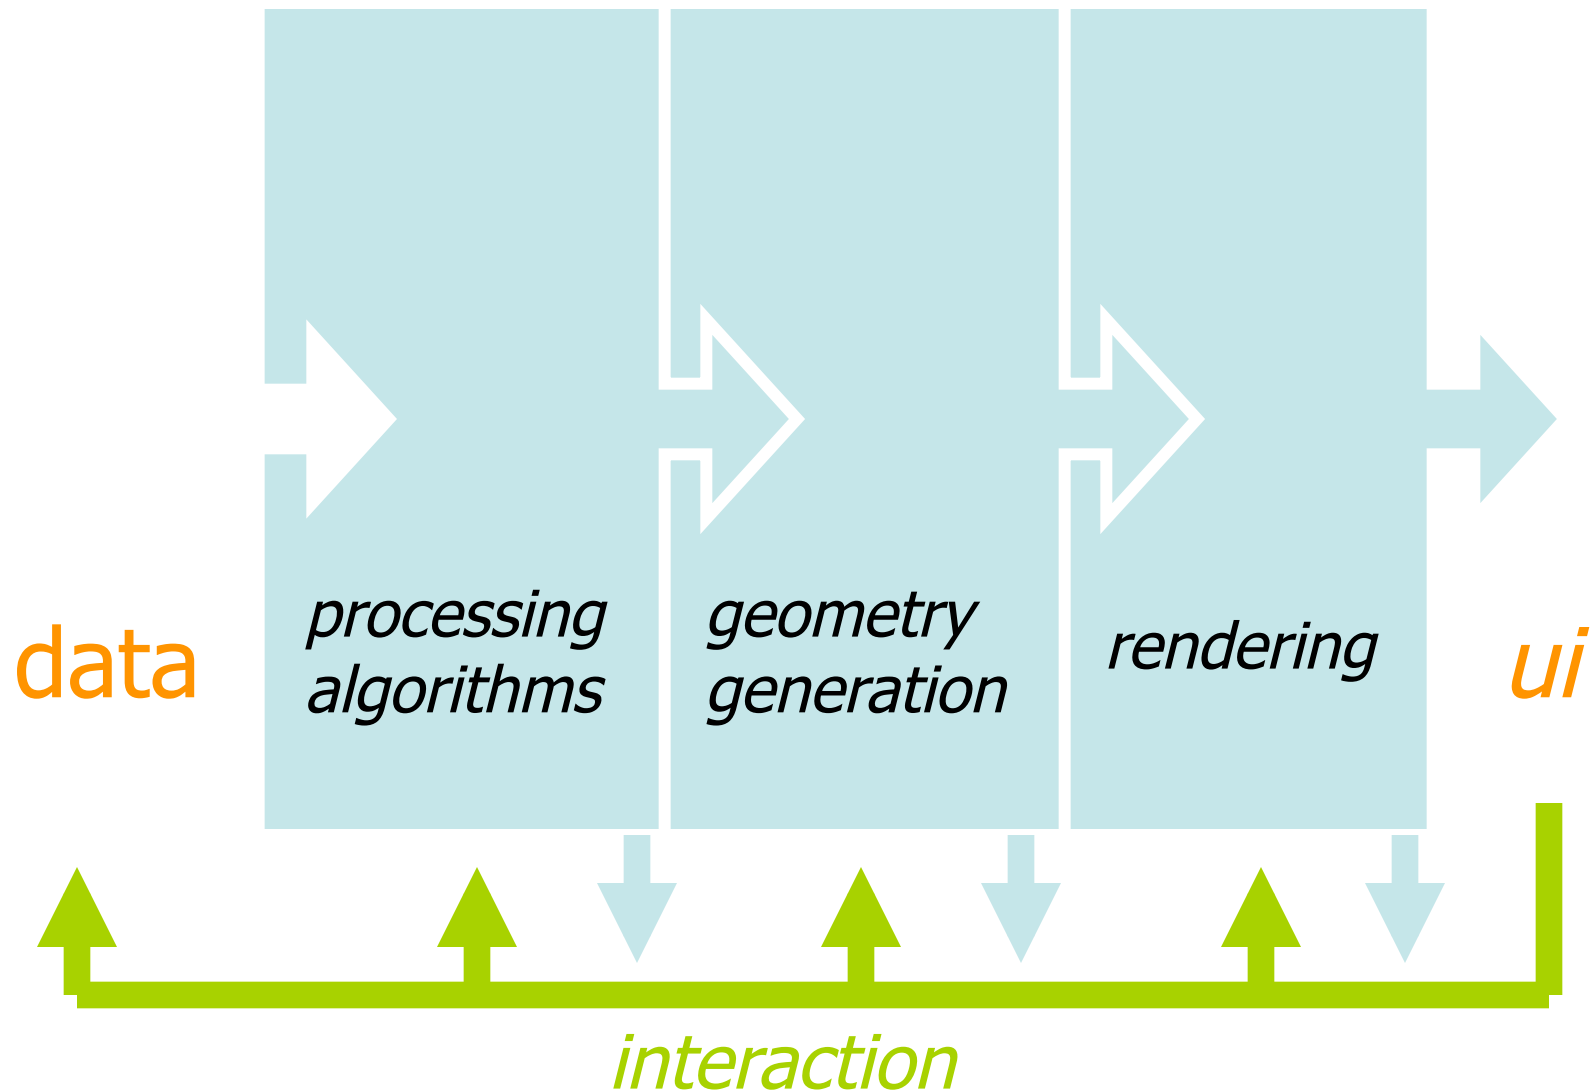 data
processing
algorithms
geometry
generation
rendering
ui
interaction